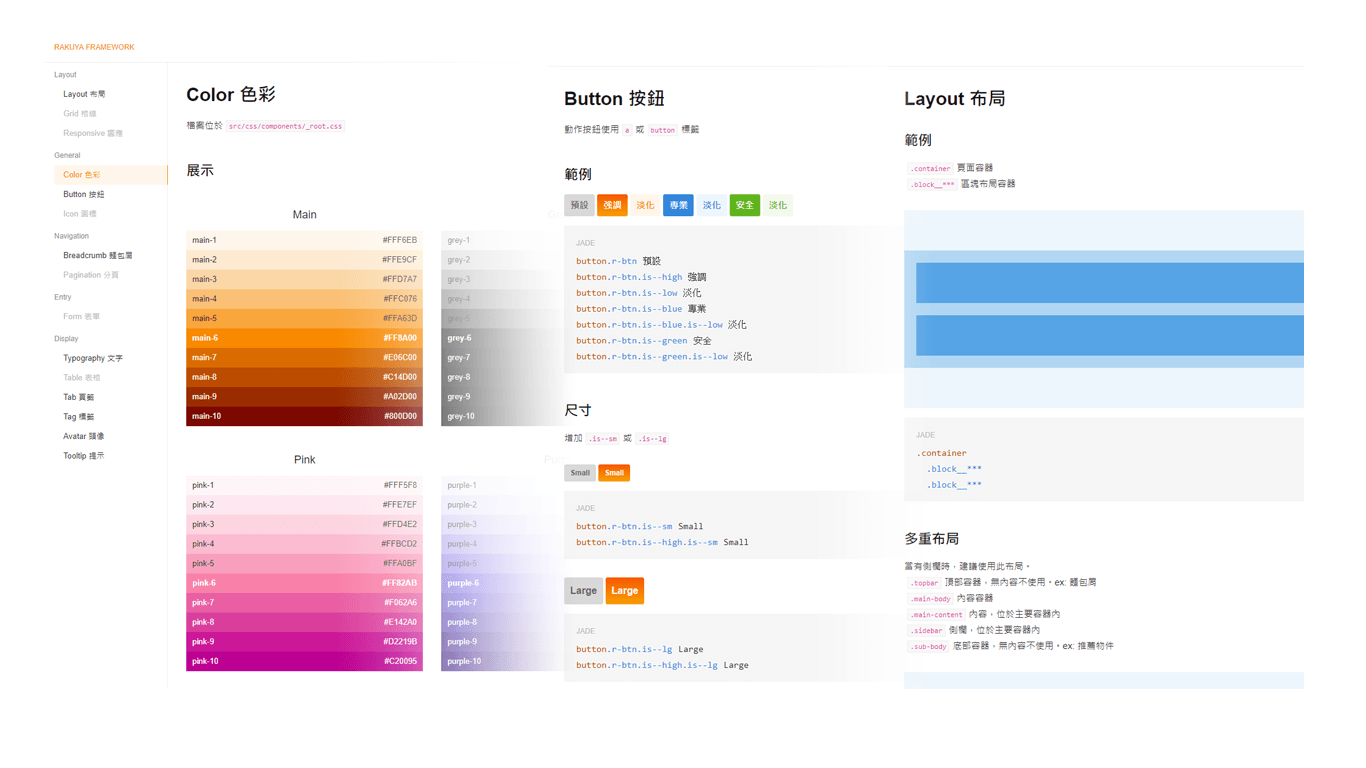 RAKUYA FRAMEWORK
Layout
Layout 布局
Grid 格線
Responsive 響應
General
Color 色彩
Button 按鈕
Icon 圖標
Navigation
Breadcrumb 麵包屑
Pagination 分頁
Entry
Form 表單
Display
Typography 文字
Table 表格
Tab 頁籤
Tag 標籤
Avatar 頭像
Tooltip 提示
Color 色彩
檔案位於 src/css/components/_root.css
展示
Main
main-1 #FFF6EB
main-2 #FFE9CF
main-3 #FFD7A7
main-4 #FFC076
main-5 #FFA63D
main-6 #FF8A00
main-7 #E06C00
main-8 #C14D00
main-9 #A02D00
main-10 #800D00
grey-1
grey-2
grey-3
grey-4
grey-5
grey-6
grey-7
grey-8
grey-9
grey-10
Pink
pink-1 #FFF5F8
pink-2 #FFE7EF
pink-3 #FFD4E2
pink-4 #FFBCD2
pink-5 #FFA0BF
pink-6 #FF82AB
pink-7 #F062A6
pink-8 #E142A0
pink-9 #D2219B
pink-10 #C20095
purple-1
purple-2
purple-3
purple-4
purple-5
purple-6
purple-7
purple-8
purple-9
purple-10
Button 按鈕
動作按鈕使用 a 或 button 標籤
範例
預設 強調 淡化 專業 淡化 安全 淡化
JADE
button.r-btn 預設
button.r-btn.is--high 強調
button.r-btn.is--low 淡化
button.r-btn.is--blue 專業
button.r-btn.is--blue.is--low 淡化
button.r-btn.is--green 安全
button.r-btn.is--green.is--low 淡化
尺寸
增加 .is--sm 或 .is--lg
Small Small
JADE
button.r-btn.is--sm Small
button.r-btn.is--high.is--sm Small
Large Large
JADE
button.r-btn.is--lg Large
button.r-btn.is--high.is--lg Large
Layout 布局
範例
.container 頁面容器
.block__*** 區塊布局容器
JADE
.container
.block__***
.block__***
多重布局
當有側欄時，建議使用此布局。
.topbar 頂部容器，無內容不使用。ex: 麵包屑
.main-body 內容容器
.main-content 內容，位於主要容器內
.sidebar 側欄，位於主要容器內
.sub-body 底部容器，無內容不使用。ex: 推薦物件